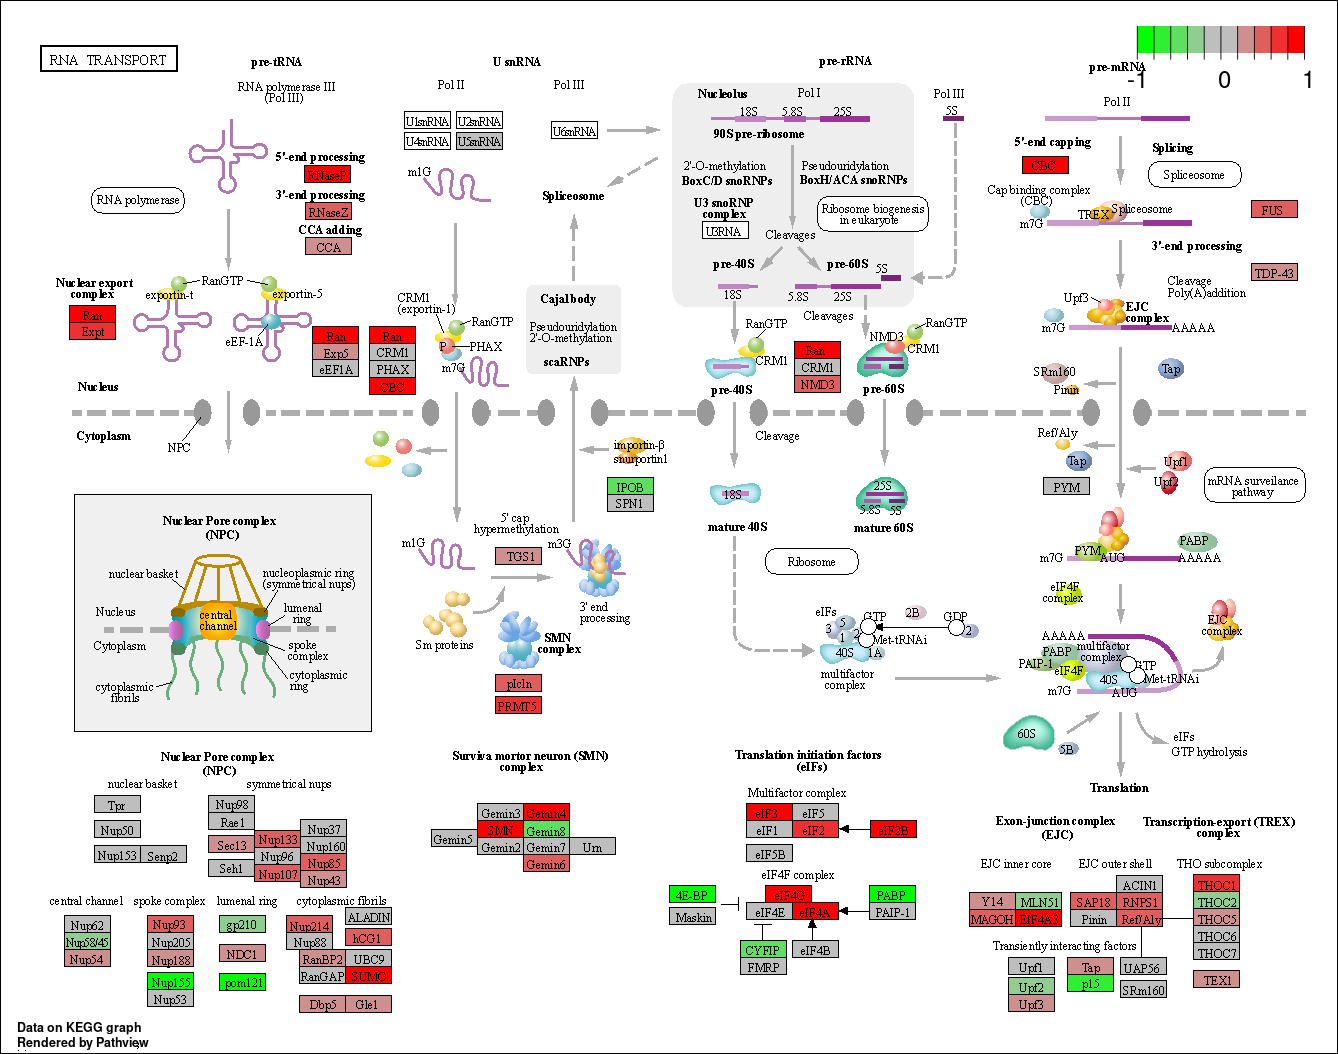 RNA TRANSPORT
-1
0
1
pre-tRNA
RNA polymerase III
(Pol III)
5'-end processing
RNaseP
3'-end processing
RNaseZ
CCA adding
CCA
RNA polymerase
Nuclear export
complex
Ran
Expt
RanGTP
exportin-t
exportin-5
eEF-1A
Ran
Exp5
eEF1A
Nucleus
Cytoplasm
NPC
U snRNA
Pol II
Pol III
U1snRNA
U2snRNA
U4snRNA
U5snRNA
U6snRNA
m1G
Spliceosome
CRM1
(exportin-1)
RanGTP
P
PHAX
m7G
Ran
CRM1
PHAX
CBC
Cajal body
Pseudouridylation
2'-O-methylation
scaRNPs
importin-β
snurportin1
IPOB
SPN1
5' cap
hypermethylation
m1G
TGS1
m3G
3' end
processing
Sm proteins
SMN
complex
pICln
PRMT5
pre-rRNA
Nucleolus
Pol I
Pol III
18S
5.8S
25S
5S
90S pre-ribosome
2'-O-methylation
BoxC/D snoRNPs
Pseudouridylation
BoxH/ACA snoRNPs
U3 snoRNP
complex
U3RNA
Ribosome biogenesis
in eukaryote
Cleavages
pre-40S
pre-60S
5S
18S
5.8S
25S
Cleavages
RanGTP
CRM1
Ran
CRM1
NMD3
NMD3
RanGTP
CRM1
pre-40S
pre-60S
Cleavage
18S
25S
5.8S
5S
mature 40S
mature 60S
Ribosome
eIFs
3
5
1
2
40S
1A
GTP
Met-tRNAi
2B
GDP
2
multifactor
complex
pre-mRNA
Pol II
5'-end capping
CBC
Splicing
Spliceosome
Cap binding complex
(CBC)
m7G
TREX
Spliceosome
FUS
3'-end processing
TDP-43
Cleavage
Poly(A)addition
Upf3
EJC
complex
m7G
AAAAA
SRm160
Pinin
Tap
Ref/Aly
Tap
PYM
Upf1
Upf2
mRNA surveilance
pathway
m7G
PYM
AUG
PABP
AAAAA
eIF4F
complex
EJC
complex
AAAAA
PABP
PAIP-1
eIF4F
multifactor
complex
GTP
40S
Met-tRNAi
m7G
AUG
60S
5B
eIFs
GTP hydrolysis
Translation
Nuclear Pore complex
(NPC)
nuclear basket
nucleoplasmic ring
(symmetrical nups)
Nucleus
central
channel
lumenal
ring
Cytoplasm
spoke
complex
cytoplasmic
fibrils
cytoplasmic
ring
Nuclear Pore complex
(NPC)
nuclear basket
symmetrical nups
Tpr
Nup50
Nup153
Senp2
Nup98
Rae1
Sec13
Seh1
Nup133
Nup96
Nup107
Nup37
Nup160
Nup85
Nup43
central channel
spoke complex
lumenal ring
cytoplasmic fibrils
Nup62
Nup58/45
Nup54
Nup93
Nup205
Nup188
Nup155
Nup53
gp210
NDC1
pom121
Nup214
Nup88
RanBP2
RanGAP
ALADIN
hCG1
UBC9
SUMO
Dbp5
Gle1
Surviva mortor neuron (SMN)
complex
Gemin3
Gemin4
Gemin5
SMN
Gemin8
Gemin2
Gemin7
Unr
Gemin6
Translation initiation factors
(eIFs)
Multifactor complex
eIF3
eIF5
eIF1
eIF2
eIF2B
eIF5B
eIF4F complex
4E-BP
Maskin
eIF4G
eIF4E
eIF4A
PABP
PAIP-1
CYFIP
FMRP
eIF4B
Exon-junction complex
(EJC)
EJC inner core
EJC outer shell
Y14
MLN51
MAGOH
EIF4A3
ACIN1
SAP18
RNPS1
Pinin
Ref/Aly
Transiently interacting factors
Upf1
Upf2
Upf3
Tap
p15
UAP56
SRm160
Transcription-export (TREX)
complex
THO subcomplex
THOC1
THOC2
THOC5
THOC6
THOC7
TEX1
Data on KEGG graph
Rendered by Pathview